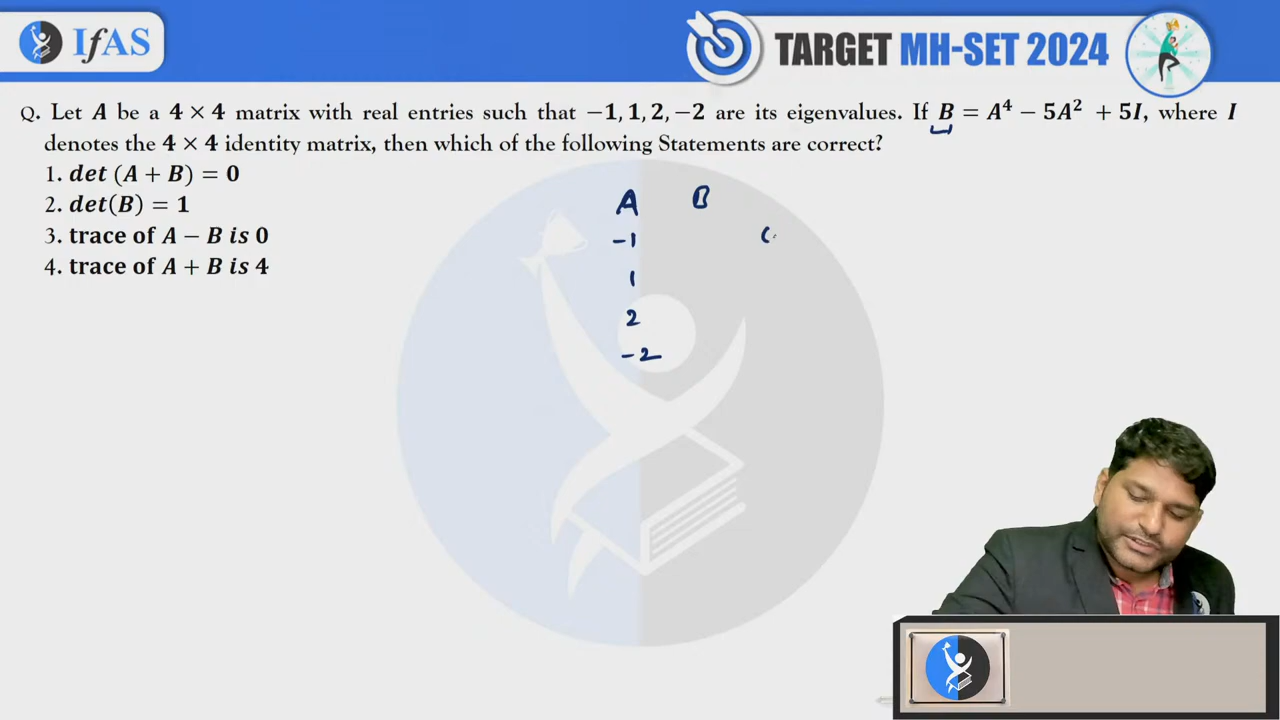 IfAS
TARGET MH-SET 2024
Q. Let A be a 4 × 4 matrix with real entries such that −1, 1, 2, −2 are its eigenvalues. If B = A⁴ − 5A² + 5I, where I
denotes the 4 × 4 identity matrix, then which of the following Statements are correct?
1. det (A + B) = 0
2. det(B) = 1
3. trace of A − B is 0
4. trace of A + B is 4
A B
-1 (
1
2
-2